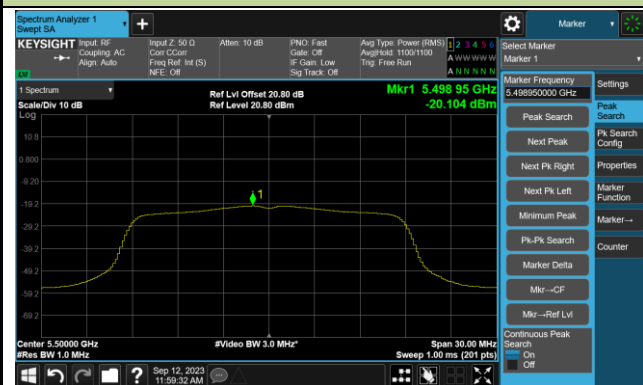 Spectrum Analyzer 1
Swept SA
Marker
KEYSIGHT
Input: RF
Coupling: AC
Align: Auto
Input Z: 50 Ω
Corr CCorr
Freq Ref: Int (S)
NFE: Off
Atten: 10 dB
PNO: Fast
Gate: Off
IF Gain: Low
Sig Track: Off
Avg Type: Power (RMS)
Avg|Hold: 1100/1100
Trig: Free Run
1 2 3 4 5 6
A W W W W W
A N N N N N
Select Marker
Marker 1
1 Spectrum
Scale/Div 10 dB
Log
Ref Lvl Offset 20.80 dB
Ref Level 20.80 dBm
Mkr1 5.498 95 GHz
-20.104 dBm
10.8
0.800
-9.20
-19.2
-29.2
-39.2
-49.2
-59.2
-69.2
1
Center 5.50000 GHz
#Res BW 1.0 MHz
#Video BW 3.0 MHz*
Span 30.00 MHz
Sweep 1.00 ms (201 pts)
Marker Frequency
5.498950000 GHz
Peak Search
Next Peak
Next Pk Right
Next Pk Left
Minimum Peak
Pk-Pk Search
Marker Delta
Mkr→CF
Mkr→Ref Lvl
Continuous Peak
Search
On
Off
Settings
Peak
Search
Pk Search
Config
Properties
Marker
Function
Marker→
Counter
Sep 12, 2023
11:59:32 AM